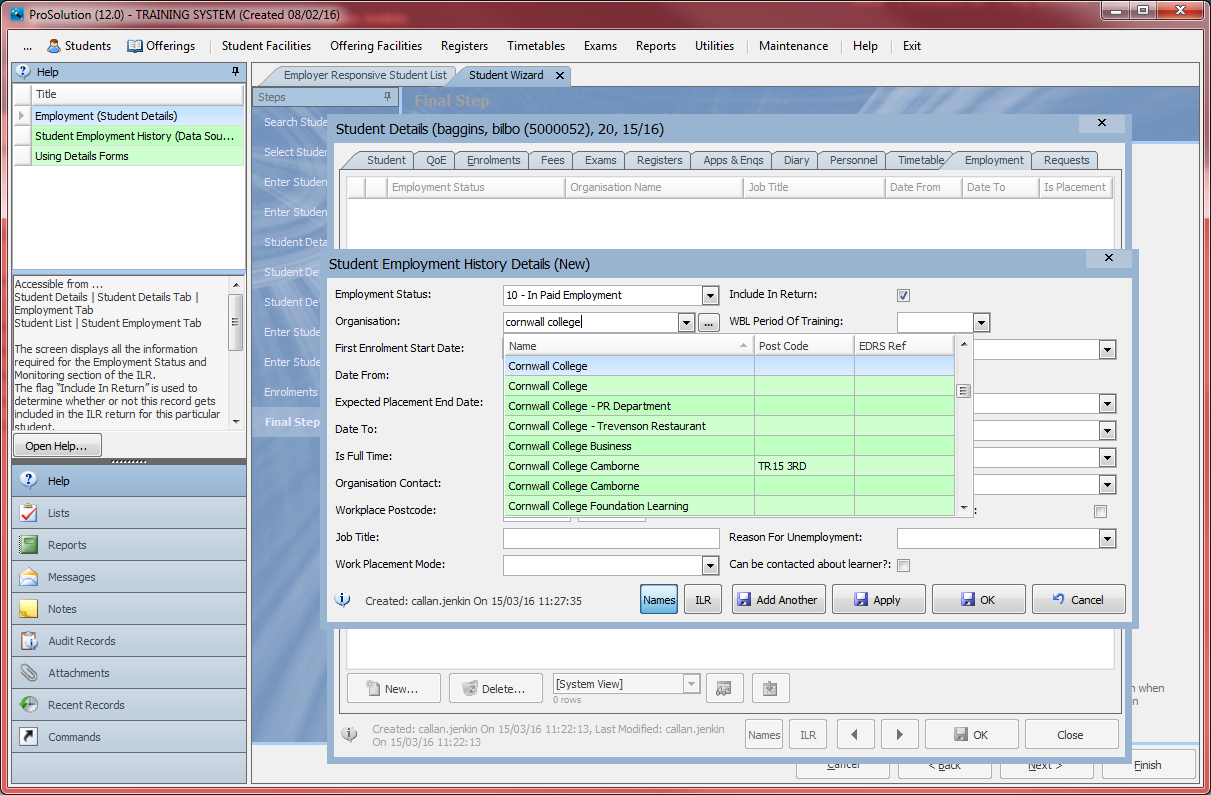 ProSolution (12.0) - TRAINING SYSTEM (Created 08/02/16)
... Students Offerings Student Facilities Offering Facilities Registers Timetables Exams Reports Utilities Maintenance Help Exit
Help
Title
Employment (Student Details)
Student Employment History (Data Sou...
Using Details Forms
Accessible from ...
Student Details | Student Details Tab |
Employment Tab
Student List | Student Employment Tab
The screen displays all the information
required for the Employment Status and
Monitoring section of the ILR.
The flag "Include In Return" is used to
determine whether or not this record gets
included in the ILR return for this particular
student.
Open Help...
Help
Lists
Reports
Messages
Notes
Audit Records
Attachments
Recent Records
Commands
Employer Responsive Student List Student Wizard
Steps
Final Step
Search Stude
Select Studen
Enter Studen
Enter Studen
Student Deta
Student Det
Student Det
Enter Stude
Enter Stude
Enrolments
Final Step
Student Details (baggins, bilbo (5000052), 20, 15/16)
Student QoE Enrolments Fees Exams Registers Apps & Enqs Diary Personnel Timetable Employment Requests
Employment Status Organisation Name Job Title Date From Date To Is Placement
Student Employment History Details (New)
Employment Status: 10 - In Paid Employment Include In Return:
Organisation: cornwall college ... WBL Period Of Training:
First Enrolment Start Date:
Date From:
Expected Placement End Date:
Date To:
Is Full Time:
Organisation Contact:
Workplace Postcode: :
Name Post Code EDRS Ref
Cornwall College
Cornwall College
Cornwall College - PR Department
Cornwall College - Trevenson Restaurant
Cornwall College Business
Cornwall College Camborne TR15 3RD
Cornwall College Camborne
Cornwall College Foundation Learning
Job Title: Reason For Unemployment:
Work Placement Mode: Can be contacted about learner?:
Created: callan.jenkin On 15/03/16 11:27:35 Names ILR Add Another Apply OK Cancel
New... Delete... [System View]
0 rows
n when
n
Created: callan.jenkin On 15/03/16 11:22:13, Last Modified: callan.jenkin
On 15/03/16 11:22:13
Names ILR OK Close
Cancel < Back Next > Finish